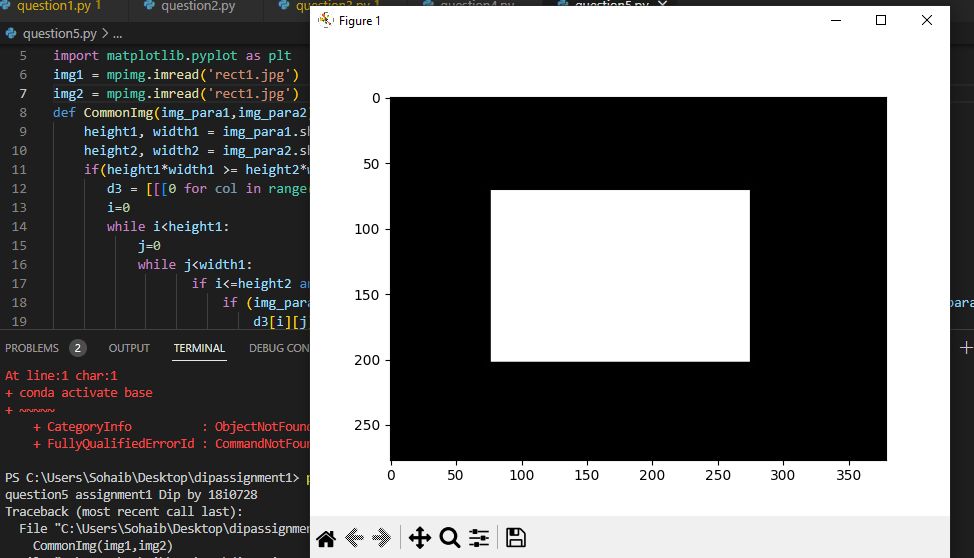 question1.py 1
question2.py
question3.py
question4.py
question5.py
question5.py > ...
5 import matplotlib.pyplot as plt
6 img1 = mpimg.imread('rect1.jpg')
7 img2 = mpimg.imread('rect1.jpg')
8 def CommonImg(img_para1,img_para2
9 height1, width1 = img_para1.sh
10 height2, width2 = img_para2.sh
11 if(height1*width1 >= height2*
12 d3 = [[[0 for col in range
13 i=0
14 while i<height1:
15 j=0
16 while j<width1:
17 if i<=height2 an
18 if (img_para
19 d3[i][j]
para
PROBLEMS 2 OUTPUT TERMINAL DEBUG CON
At line:1 char:1
+ conda activate base
+ ~~~~~
+ CategoryInfo : ObjectNotFound
+ FullyQualifiedErrorId : CommandNotFoun
PS C:\Users\Sohaib\Desktop\dipassignment1> p
question5 assignment1 Dip by 18i0728
Traceback (most recent call last):
File "C:\Users\Sohaib\Desktop\dipassignmen
CommonImg(img1,img2)
Figure 1
0
50
100
150
200
250
0 50 100 150 200 250 300 350